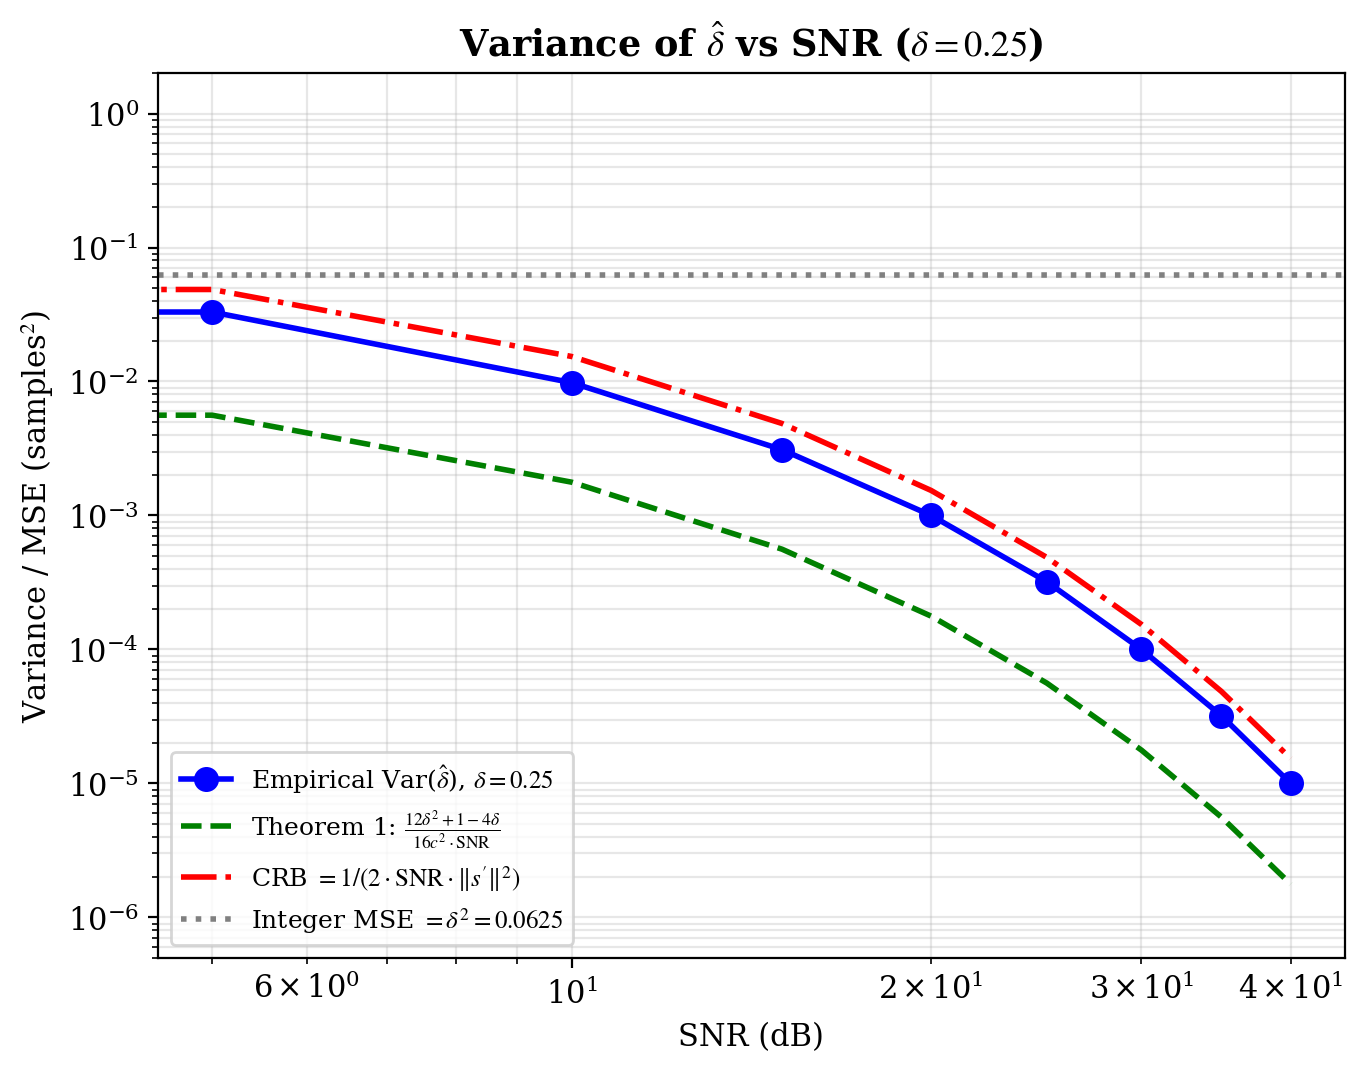 Variance of δ̂ vs SNR (δ = 0.25)
Variance / MSE (samples²)
10⁰
10⁻¹
10⁻²
10⁻³
10⁻⁴
10⁻⁵
10⁻⁶
Empirical Var(δ̂), δ = 0.25
Theorem 1: (12δ² + 1 − 4δ)/(16c² · SNR)
CRB = 1/(2 · SNR · ‖s′‖²)
Integer MSE = δ² = 0.0625
6 × 10⁰ 10¹ 2 × 10¹ 3 × 10¹ 4 × 10¹
SNR (dB)